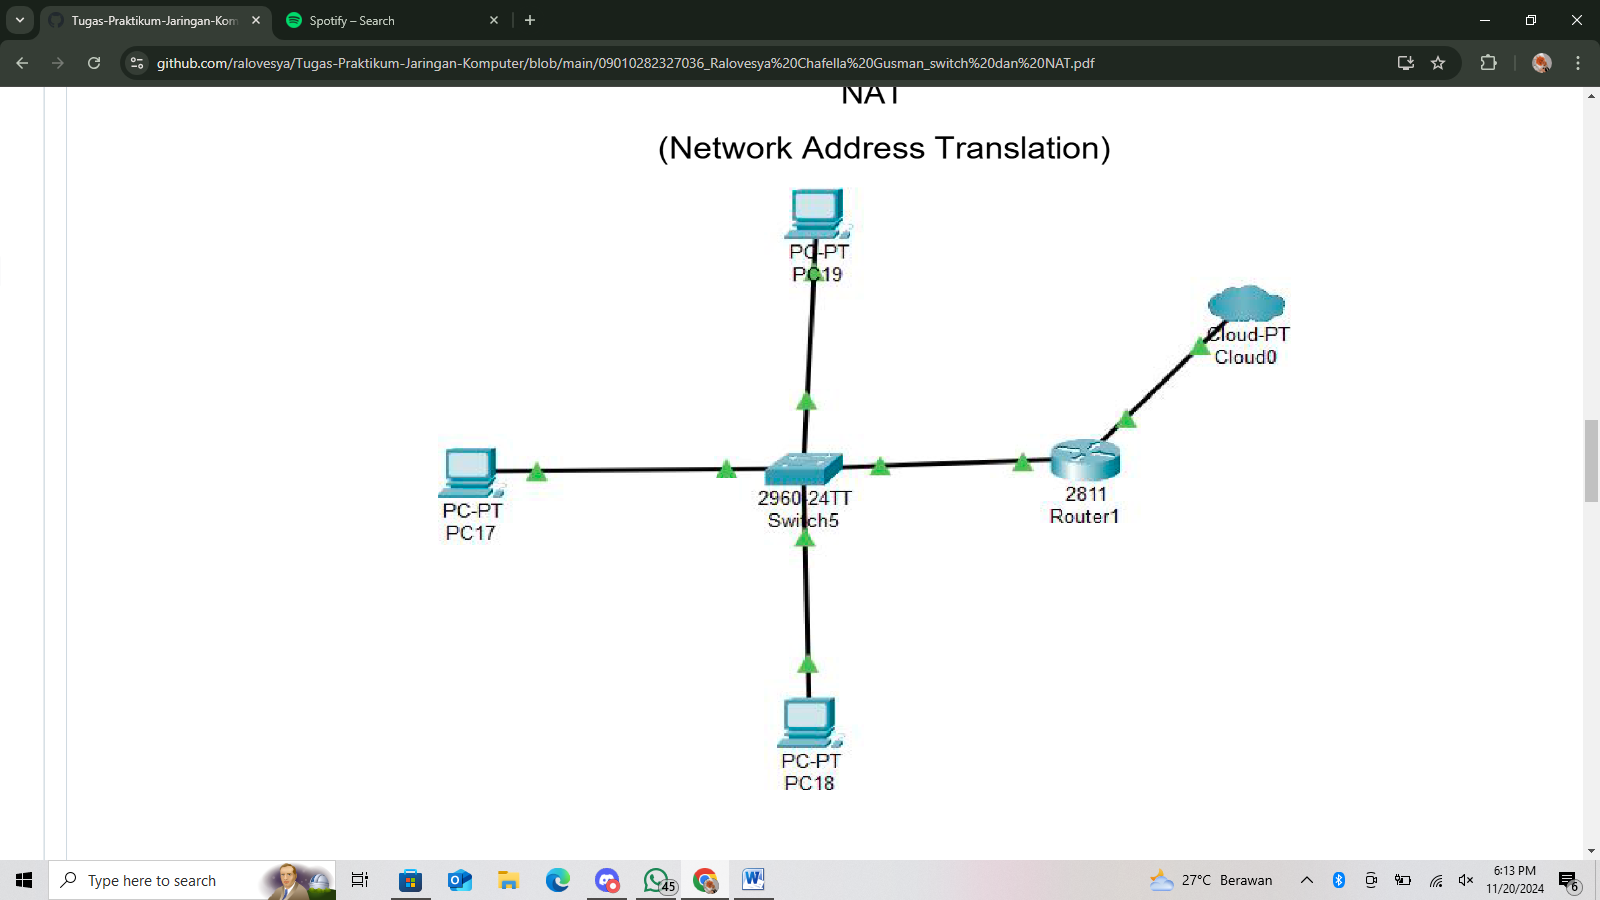 Tugas-Praktikum-Jaringan-Kom
Spotify – Search
github.com/ralovesya/Tugas-Praktikum-Jaringan-Komputer/blob/main/09010282327036_Ralovesya%20Chafella%20Gusman_switch%20dan%20NAT.pdf
NAT
(Network Address Translation)
PC-PT
PC19
Cloud-PT
Cloud0
PC-PT
PC17
2960-24TT
Switch5
2811
Router1
PC-PT
PC18
Type here to search
45
27°C Berawan
6:13 PM
11/20/2024
6